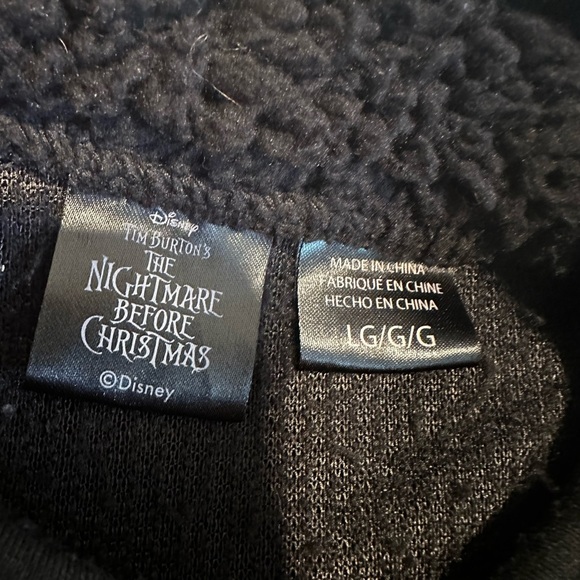 Disney
TIM BURTON'S
THE
NIGHTMARE
BEFORE
CHRISTMAS
©Disney
MADE IN CHINA
FABRIQUÉ EN CHINE
HECHO EN CHINA
LG/G/G